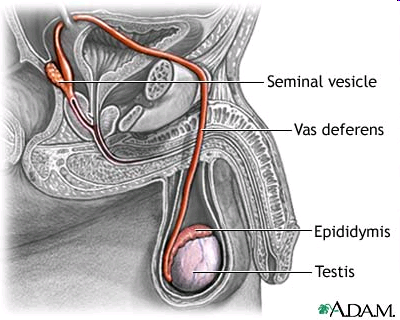 Seminal vesicle
Vas deferens
Epididymis
Testis
A.D.A.M.